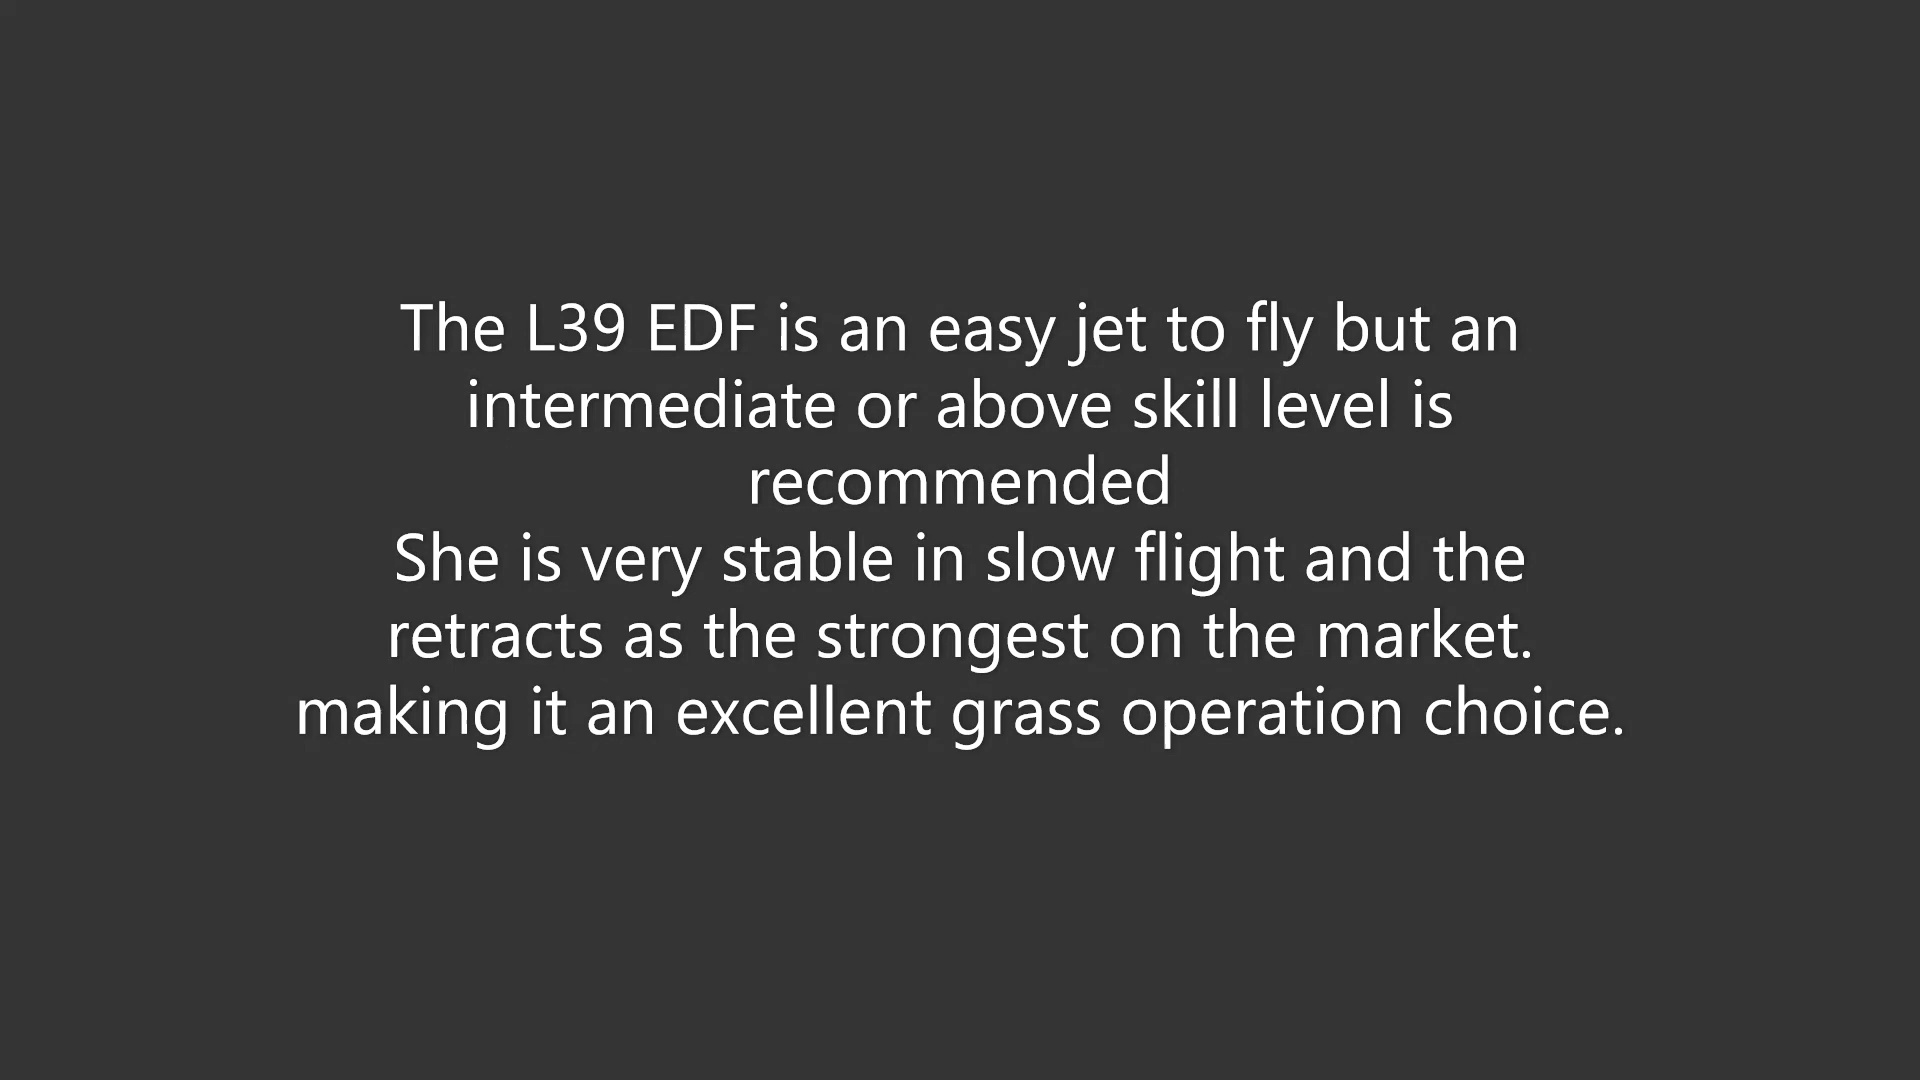 The L39 EDF is an easy jet to fly but an
intermediate or above skill level is
recommended
She is very stable in slow flight and the
retracts as the strongest on the market.
making it an excellent grass operation choice.